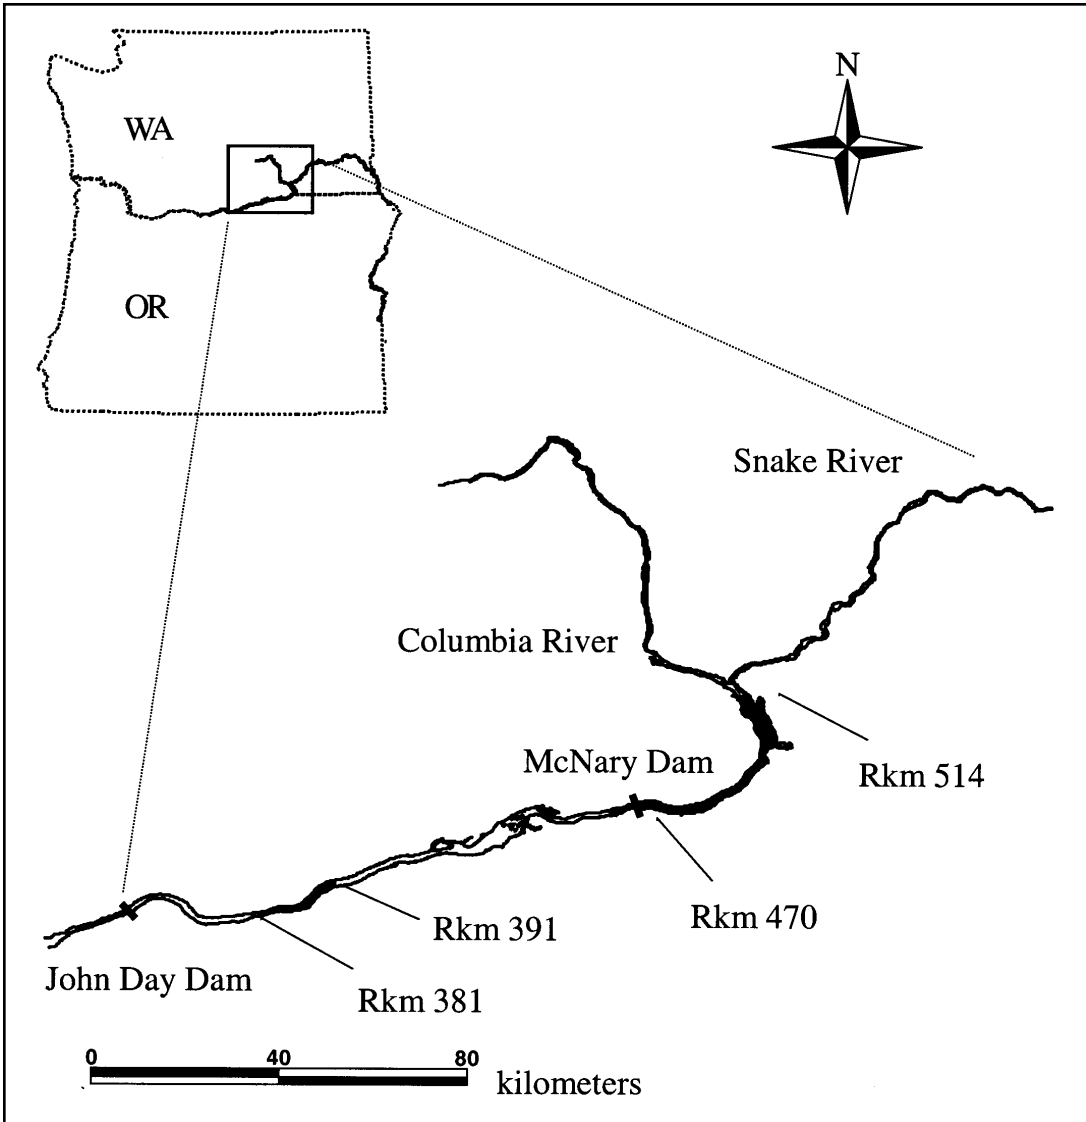 N
WA
OR
Snake River
Columbia River
McNary Dam
Rkm 514
Rkm 470
Rkm 391
John Day Dam
Rkm 381
0 40 80
kilometers